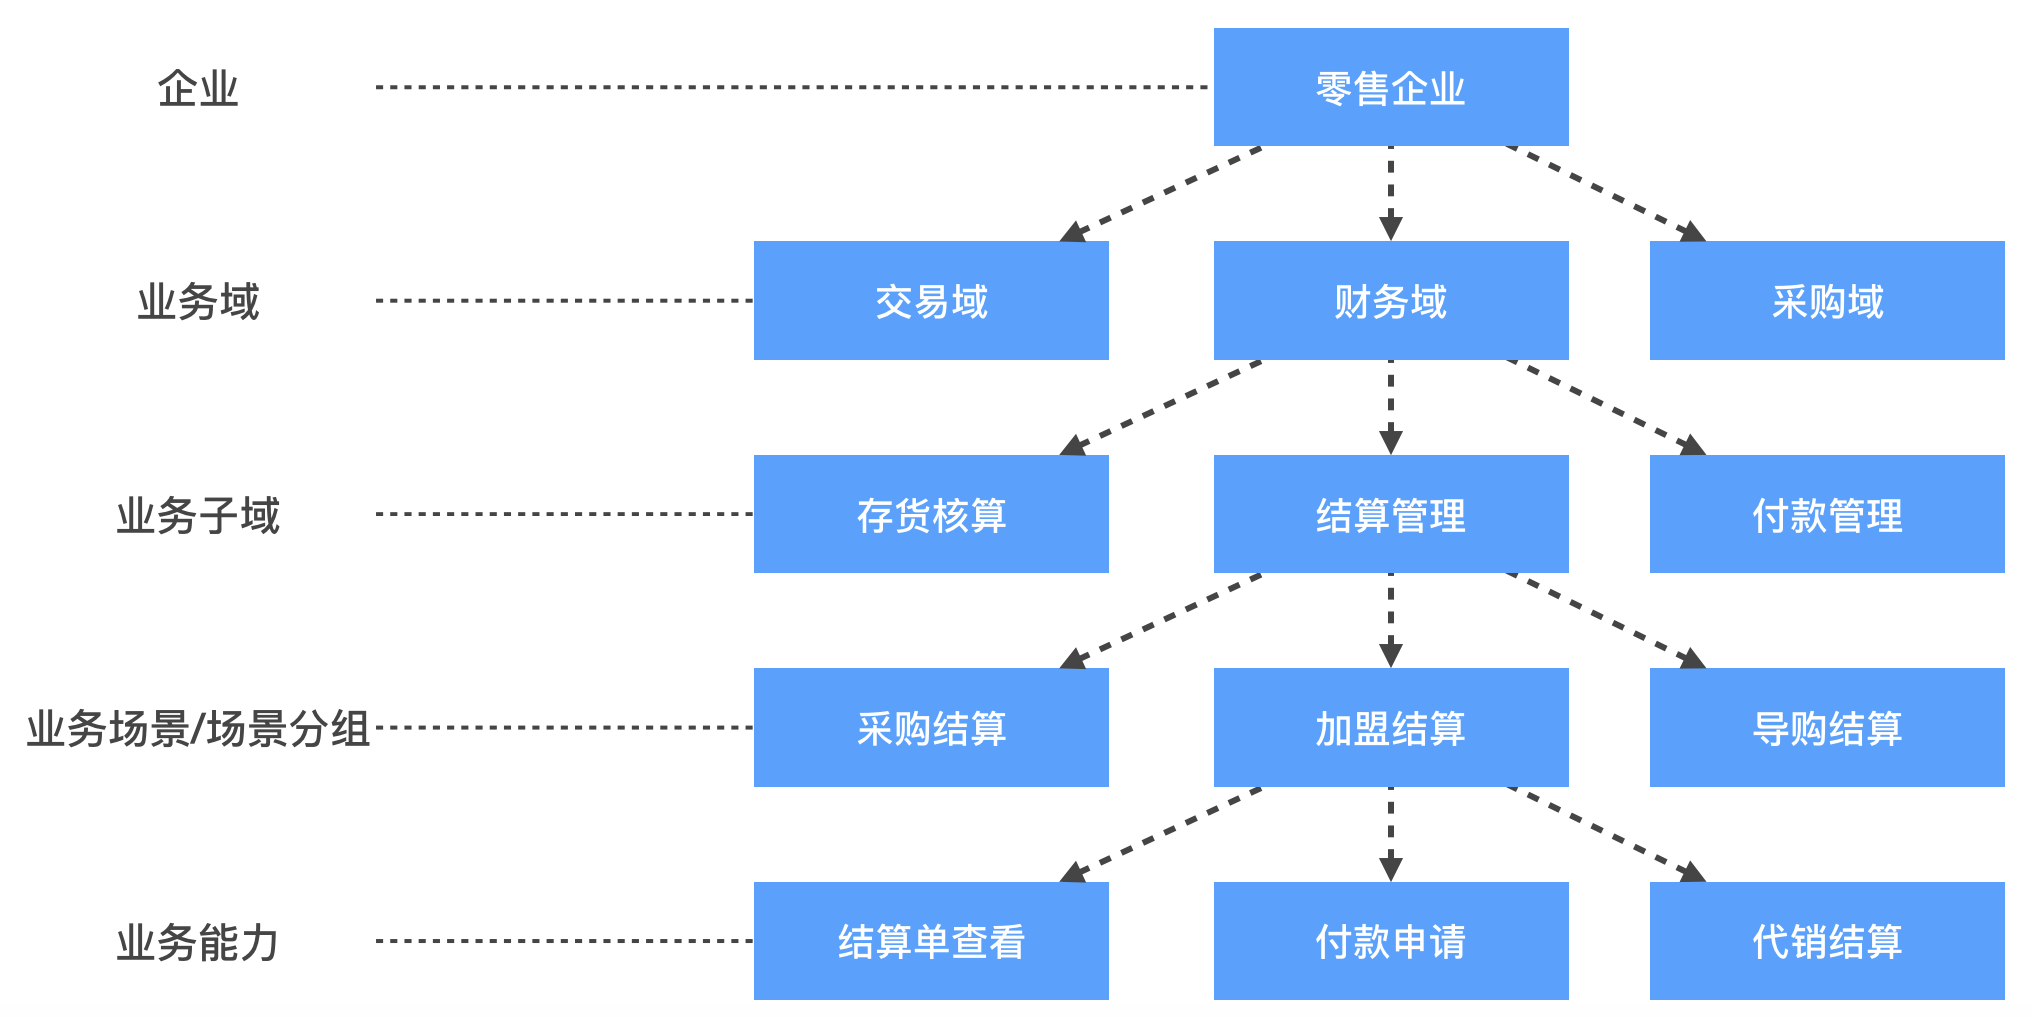 企业
零售企业
业务域
交易域
财务域
采购域
业务子域
存货核算
结算管理
付款管理
业务场景/场景分组
采购结算
加盟结算
导购结算
业务能力
结算单查看
付款申请
代销结算